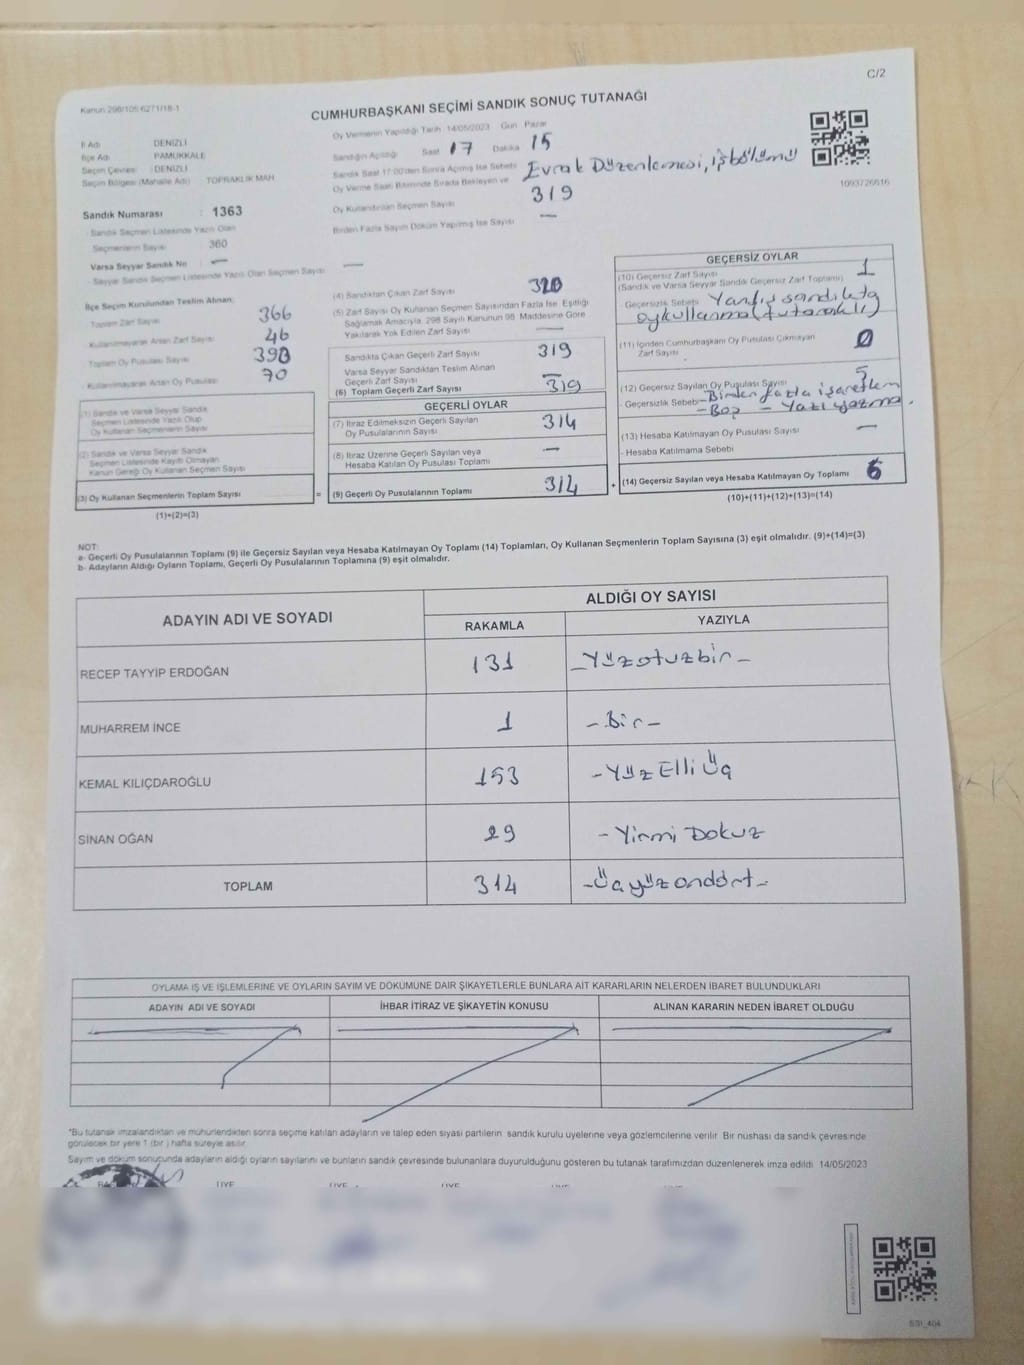 C/2
Kanun 298/105 6271/18-1
CUMHURBAŞKANI SEÇİMİ SANDIK SONUÇ TUTANAĞI
İl Adı DENİZLİ
İlçe Adı PAMUKKALE
Seçim Çevresi : DENİZLİ
Seçim Bölgesi (Mahalle Adı) TOPRAKLIK MAH.
Sandık Numarası : 1363
Sandık Seçmen Listesinde Yazılı Olan
Seçmenlerin Sayısı 360
Varsa Seyyar Sandık No : —
Seyyar Sandık Seçmen Listesinde Yazılı Olan Seçmen Sayısı —
İlçe Seçim Kurulundan Teslim Alınan;
Toplam Zarf Sayısı 366
Kullanılmayarak Artan Zarf Sayısı 46
Toplam Oy Pusulası Sayısı 390
Kullanılmayarak Artan Oy Pusulası 70
(1) Sandık ve Varsa Seyyar Sandık
Seçmen Listesinde Yazılı Olup
Oy Kullanan Seçmenlerin Sayısı
(2) Sandık ve Varsa Seyyar Sandık
Seçmen Listesinde Kaydı Olmayan
Kanun Gereği Oy Kullanan Seçmen Sayısı
(3) Oy Kullanan Seçmenlerin Toplam Sayısı =
(1)+(2)=(3)
Oy Vermenin Yapıldığı Tarih 14/05/2023 Gün Pazar
Sandığın Açıldığı Saat 17 Dakika 15
Sandık Saat 17:00'den Sonra Açılmış İse Sebebi Evrak Düzenlemesi, işbölümü
Oy Verme Saati Bitiminde Sırada Bekleyen ve
Oy Kullandırılan Seçmen Sayısı 319
Birden Fazla Sayım Döküm Yapılmış İse Sayısı —
(4) Sandıktan Çıkan Zarf Sayısı 320
(5) Zarf Sayısı Oy Kullanan Seçmen Sayısından Fazla İse, Eşitliği
Sağlamak Amacıyla, 298 Sayılı Kanunun 98. Maddesine Göre
Yakılarak Yok Edilen Zarf Sayısı —
Sandıkta Çıkan Geçerli Zarf Sayısı 319
Varsa Seyyar Sandıktan Teslim Alınan
Geçerli Zarf Sayısı —
(6) Toplam Geçerli Zarf Sayısı 319
GEÇERLİ OYLAR
(7) İtiraz Edilmeksizin Geçerli Sayılan
Oy Pusulalarının Sayısı 314
(8) İtiraz Üzerine Geçerli Sayılan veya
Hesaba Katılan Oy Pusulası Toplamı —
(9) Geçerli Oy Pusulalarının Toplamı 314 +
GEÇERSİZ OYLAR
(10) Geçersiz Zarf Sayısı 1
(Sandık ve Varsa Seyyar Sandık Geçersiz Zarf Toplamı)
Geçersizlik Sebebi Yanlış sandıkta
oy kullanma (tutanaklı)
(11) İçinden Cumhurbaşkanı Oy Pusulası Çıkmayan
Zarf Sayısı 0
(12) Geçersiz Sayılan Oy Pusulası Sayısı 5
Geçersizlik Sebebi -Birden fazla işaretlem
-Boş - Yazı yazma.
(13) Hesaba Katılmayan Oy Pusulası Sayısı —
- Hesaba Katılmama Sebebi
(14) Geçersiz Sayılan veya Hesaba Katılmayan Oy Toplamı 6
(10)+(11)+(12)+(13)=(14)
1093726616
NOT:
a- Geçerli Oy Pusulalarının Toplamı (9) ile Geçersiz Sayılan veya Hesaba Katılmayan Oy Toplamı (14) Toplamları, Oy Kullanan Seçmenlerin Toplam Sayısına (3) eşit olmalıdır. (9)+(14)=(3)
b- Adayların Aldığı Oyların Toplamı, Geçerli Oy Pusulalarının Toplamına (9) eşit olmalıdır.
ADAYIN ADI VE SOYADI ALDIĞI OY SAYISI
RAKAMLA YAZIYLA
RECEP TAYYİP ERDOĞAN 131 -Yüzotuzbir-
MUHARREM İNCE 1 -Bir-
KEMAL KILIÇDAROĞLU 153 -Yüz Elli Üç
SİNAN OĞAN 29 -Yirmi Dokuz
TOPLAM 314 -Üçyüzondört-
OYLAMA İŞ VE İŞLEMLERİNE VE OYLARIN SAYIM VE DÖKÜMÜNE DAİR ŞİKAYETLERLE BUNLARA AİT KARARLARIN NELERDEN İBARET BULUNDUKLARI
ADAYIN ADI VE SOYADI İHBAR İTİRAZ VE ŞİKAYETİN KONUSU ALINAN KARARIN NEDEN İBARET OLDUĞU
*Bu tutanak imzalandıktan ve mühürlendikten sonra seçime katılan adayların ve talep eden siyasi partilerin sandık kurulu üyelerine veya gözlemcilerine verilir. Bir nüshası da sandık çevresinde
görülecek bir yere 1 (bir ) hafta süreyle asılır.
Sayım ve döküm sonucunda adayların aldığı oyların sayılarını ve bunların sandık çevresinde bulunanlara duyurulduğunu gösteren bu tutanak tarafımızdan düzenlenerek imza edildi. 14/05/2023
ÜYE ÜYE ÜYE ÜYE ÜYE
SSI_404